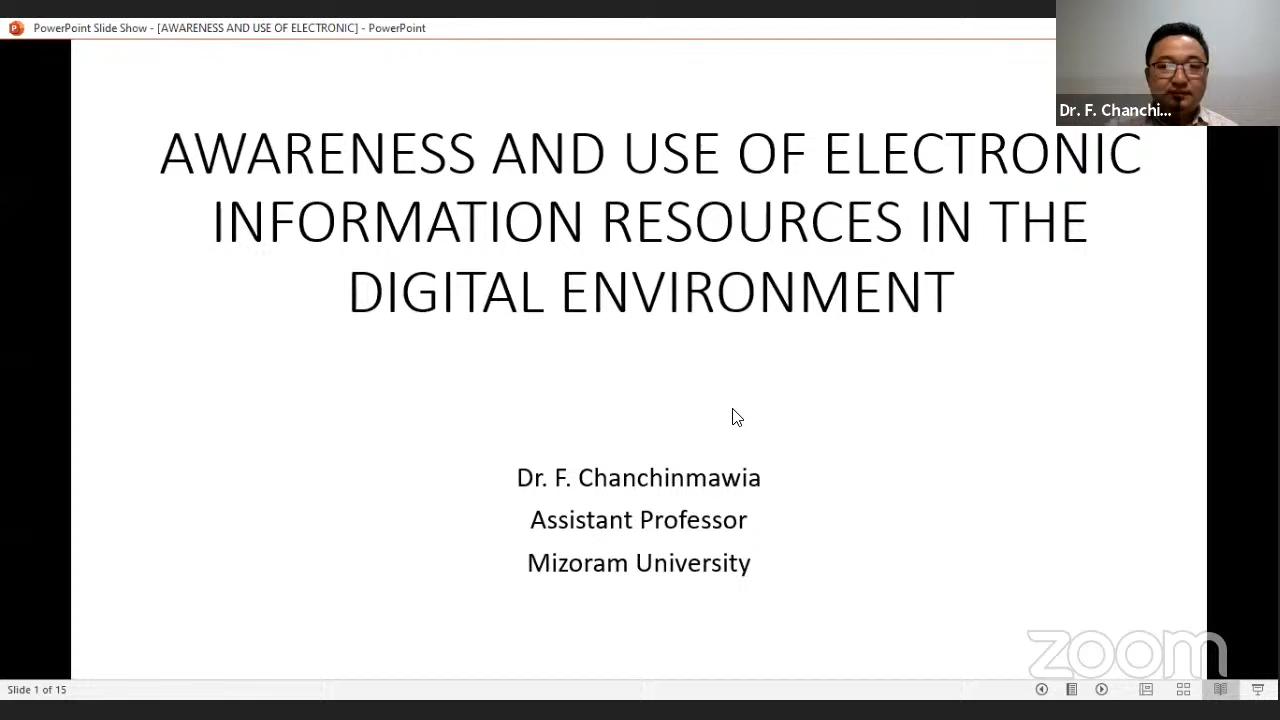 PowerPoint Slide Show - [AWARENESS AND USE OF ELECTRONIC] - PowerPoint
Dr. F. Chanchi...
AWARENESS AND USE OF ELECTRONIC
INFORMATION RESOURCES IN THE
DIGITAL ENVIRONMENT
Dr. F. Chanchinmawia
Assistant Professor
Mizoram University
zoom
Slide 1 of 15